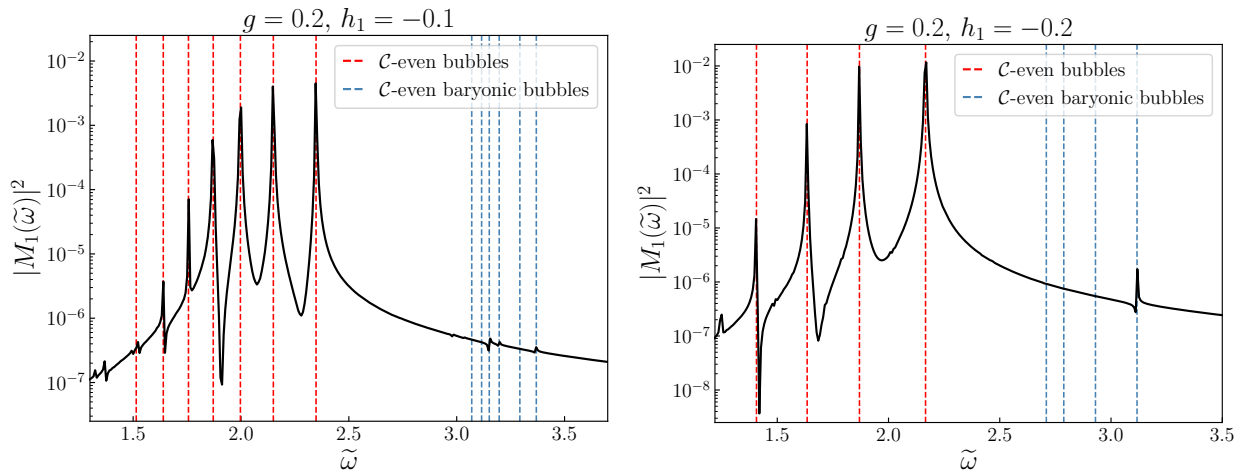 g = 0.2, h₁ = −0.1
C-even bubbles
C-even baryonic bubbles
10⁻²
10⁻³
10⁻⁴
10⁻⁵
10⁻⁶
10⁻⁷
|M₁(ω̃)|²
1.5 2.0 2.5 3.0 3.5
ω̃
g = 0.2, h₁ = −0.2
C-even bubbles
C-even baryonic bubbles
10⁻²
10⁻³
10⁻⁴
10⁻⁵
10⁻⁶
10⁻⁷
10⁻⁸
|M₁(ω̃)|²
1.5 2.0 2.5 3.0 3.5
ω̃